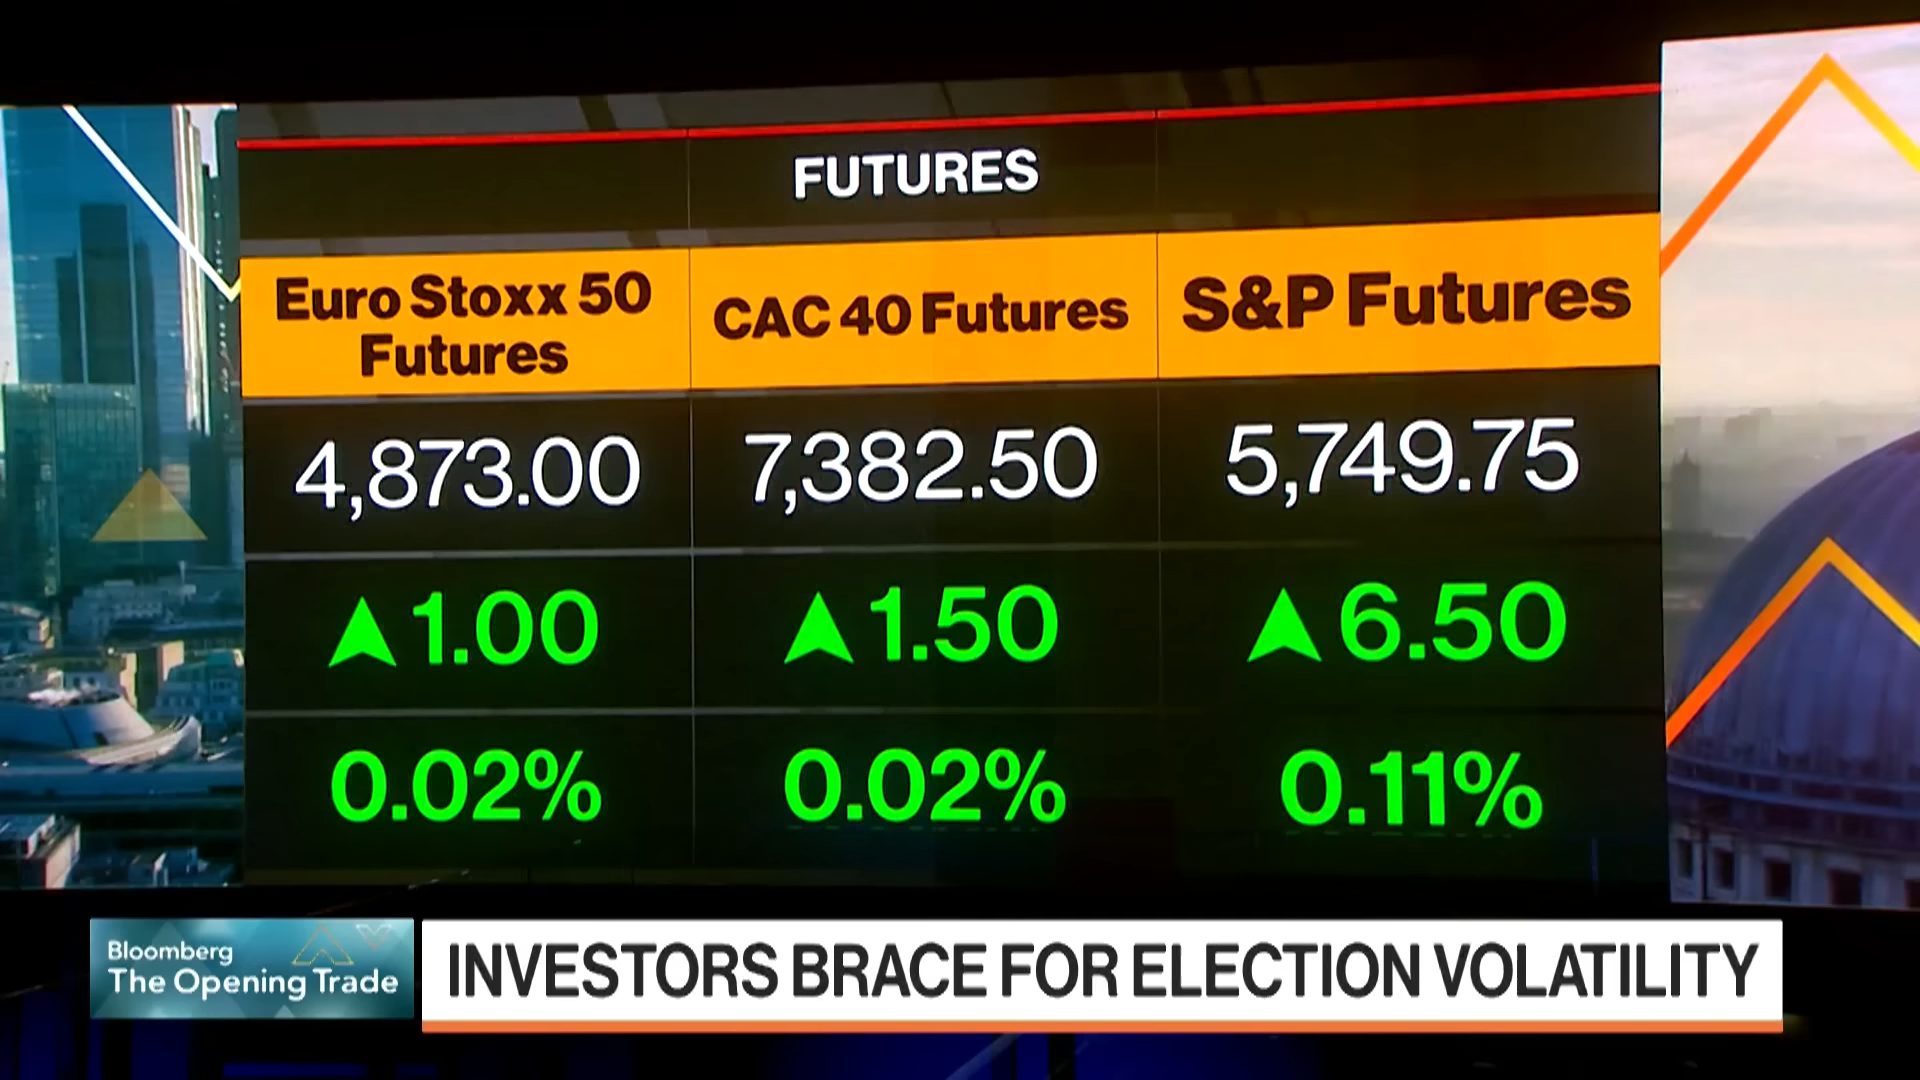 FUTURES
Euro Stoxx 50
Futures
CAC 40 Futures
S&P Futures
4,873.00
7,382.50
5,749.75
▲1.00
▲1.50
▲6.50
0.02%
0.02%
0.11%
Bloomberg
The Opening Trade
INVESTORS BRACE FOR ELECTION VOLATILITY